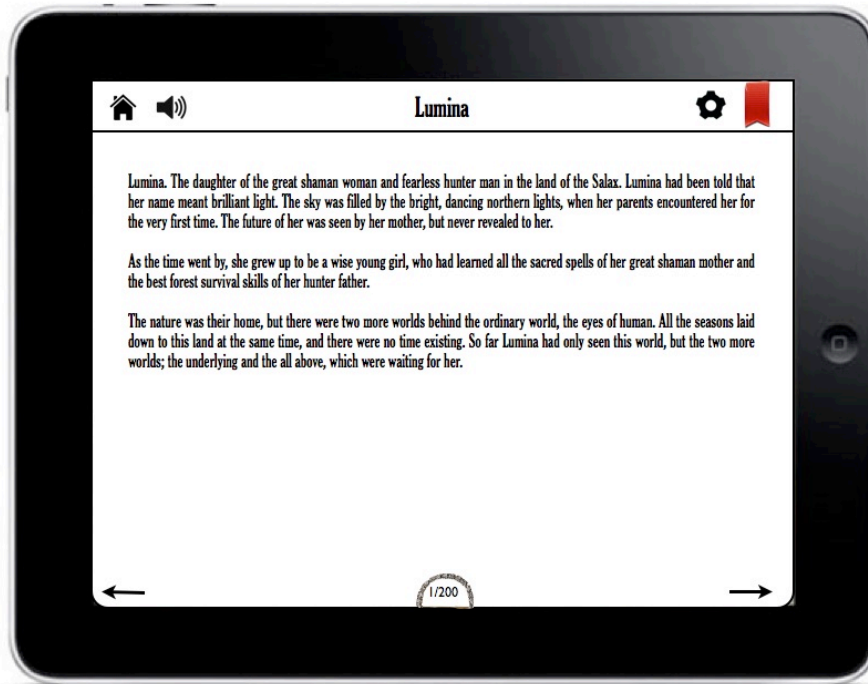 Lumina
Lumina. The daughter of the great shaman woman and fearless hunter man in the land of the Salax. Lumina had been told that
her name meant brilliant light. The sky was filled by the bright, dancing northern lights, when her parents encountered her for
the very first time. The future of her was seen by her mother, but never revealed to her.
As the time went by, she grew up to be a wise young girl, who had learned all the sacred spells of her great shaman mother and
the best forest survival skills of her hunter father.
The nature was their home, but there were two more worlds behind the ordinary world, the eyes of human. All the seasons laid
down to this land at the same time, and there were no time existing. So far Lumina had only seen this world, but the two more
worlds; the underlying and the all above, which were waiting for her.
1/200